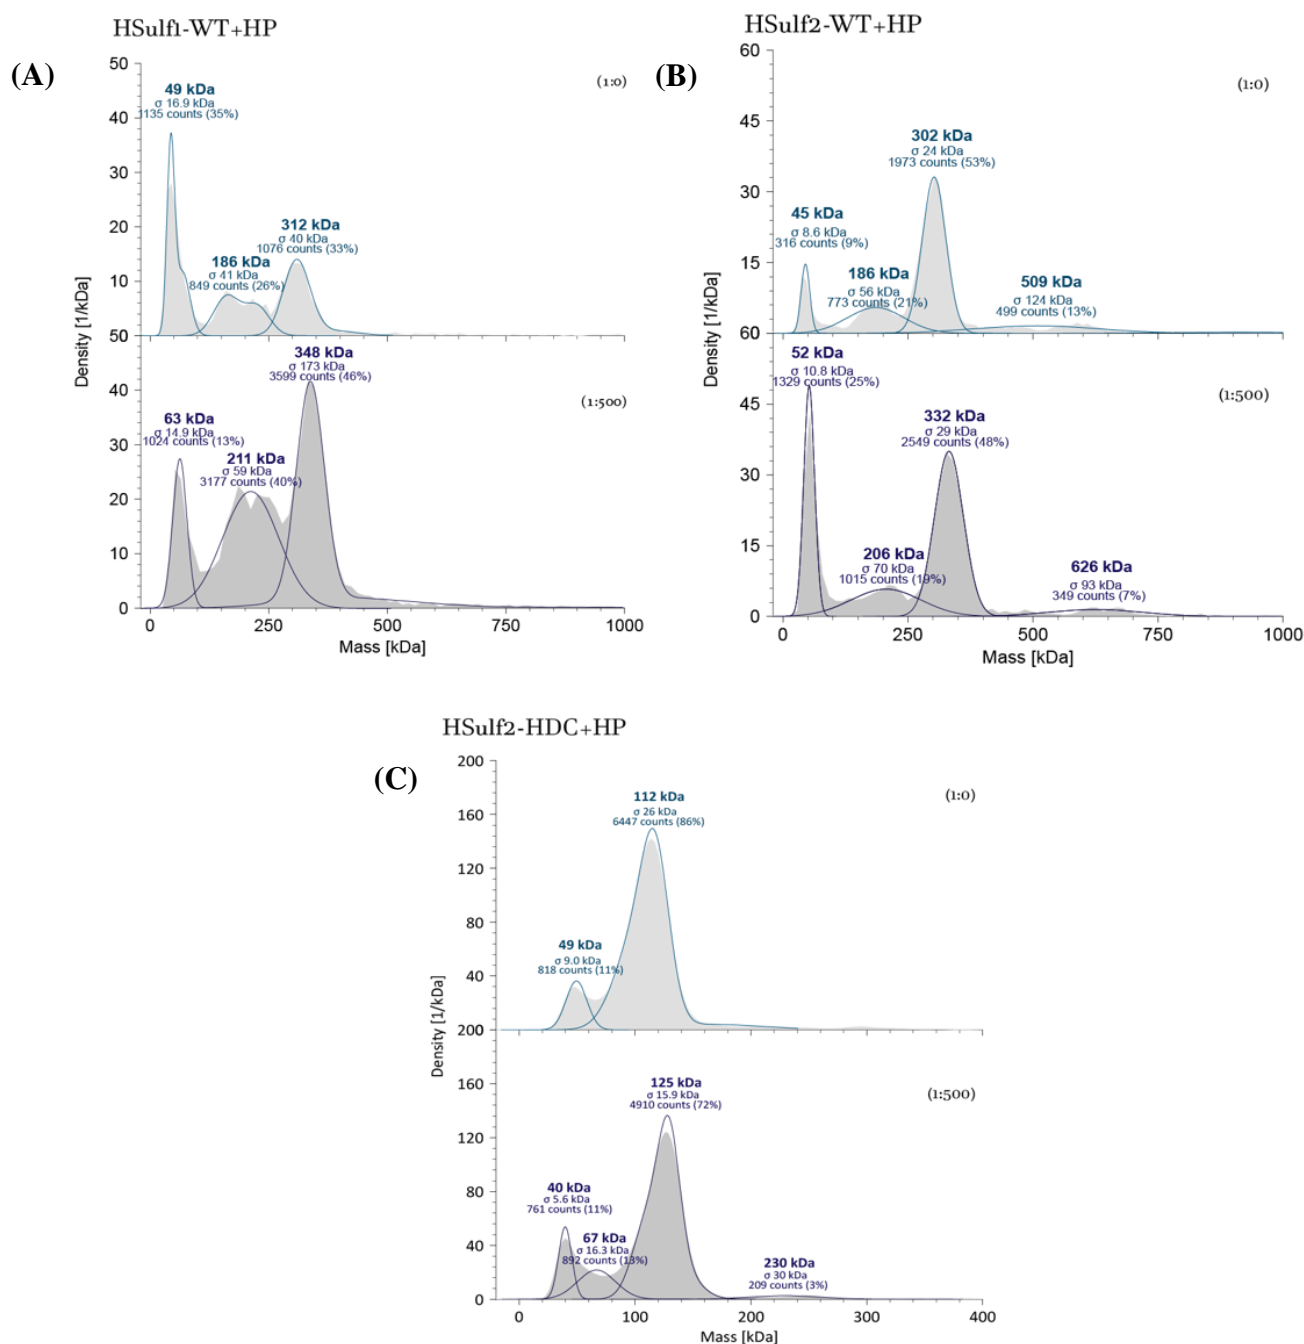 HSulf1-WT+HP
(A)
Density [1/kDa]
50
40
30
20
10
50
(1:0)
49 kDa
σ 16.9 kDa
1135 counts (35%)
186 kDa
σ 41 kDa
849 counts (26%)
312 kDa
σ 40 kDa
1076 counts (33%)
40
30
20
10
0
(1:500)
63 kDa
σ 14.9 kDa
1024 counts (13%)
211 kDa
σ 59 kDa
3177 counts (40%)
348 kDa
σ 173 kDa
3599 counts (46%)
0 250 500 750 1000
Mass [kDa]
HSulf2-WT+HP
(B)
Density [1/kDa]
60
45
30
15
60
(1:0)
45 kDa
σ 8.6 kDa
316 counts (9%)
186 kDa
σ 56 kDa
773 counts (21%)
302 kDa
σ 24 kDa
1973 counts (53%)
509 kDa
σ 124 kDa
499 counts (13%)
45
30
15
0
(1:500)
52 kDa
σ 10.8 kDa
1329 counts (25%)
206 kDa
σ 70 kDa
1015 counts (19%)
332 kDa
σ 29 kDa
2549 counts (48%)
626 kDa
σ 93 kDa
349 counts (7%)
0 250 500 750 1000
Mass [kDa]
HSulf2-HDC+HP
(C)
Density [1/kDa]
200
160
120
80
40
200
(1:0)
49 kDa
σ 9.0 kDa
818 counts (11%)
112 kDa
σ 26 kDa
6447 counts (86%)
160
120
80
40
0
(1:500)
40 kDa
σ 5.6 kDa
761 counts (11%)
67 kDa
σ 16.3 kDa
892 counts (13%)
125 kDa
σ 15.9 kDa
4910 counts (72%)
230 kDa
σ 30 kDa
209 counts (3%)
0 100 200 300 400
Mass [kDa]